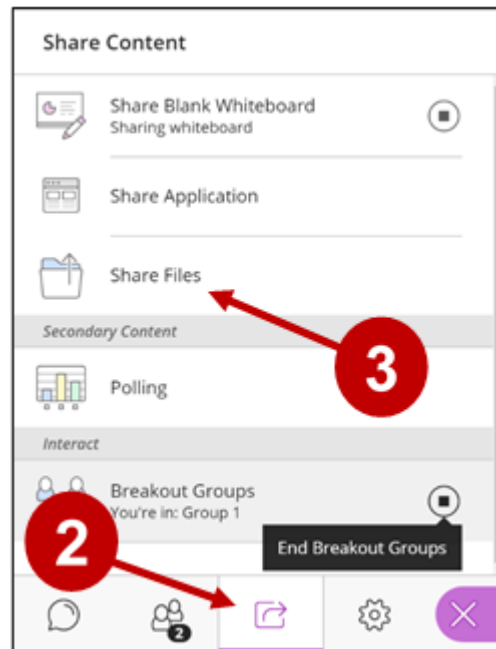 Share Content
Share Blank Whiteboard
Sharing whiteboard
Share Application
Share Files
3
Secondary Content
Polling
Interact
Breakout Groups
You're in: Group 1
2
End Breakout Groups
2